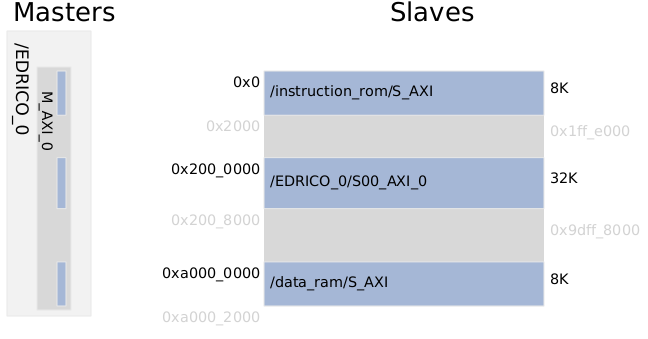 Masters
Slaves
/EDRICO_0
M_AXI_0
0x0
/instruction_rom/S_AXI
8K
0x2000
0x1ff_e000
0x200_0000
/EDRICO_0/S00_AXI_0
32K
0x200_8000
0x9dff_8000
0xa000_0000
/data_ram/S_AXI
8K
0xa000_2000